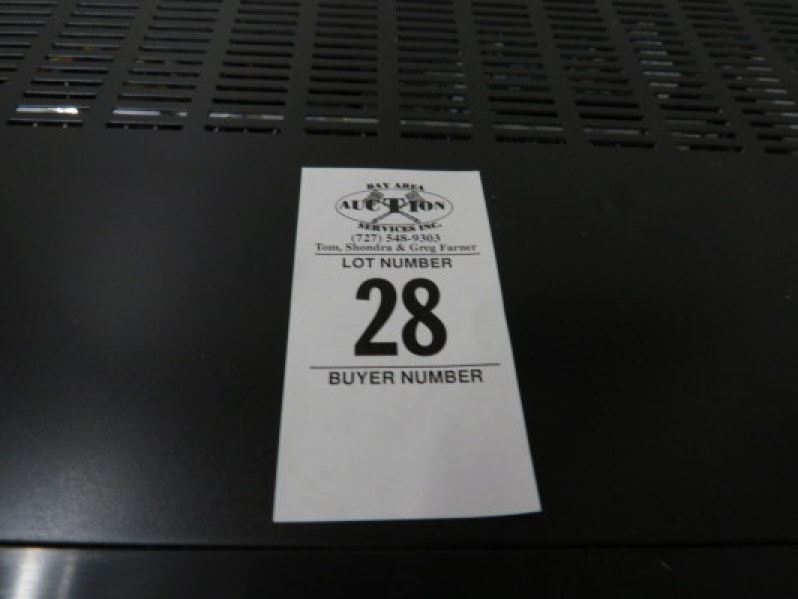 BAY AREA
AUCTION
SERVICES INC.
(727) 548-9303
Tom, Shondra & Greg Farner
LOT NUMBER
28
BUYER NUMBER